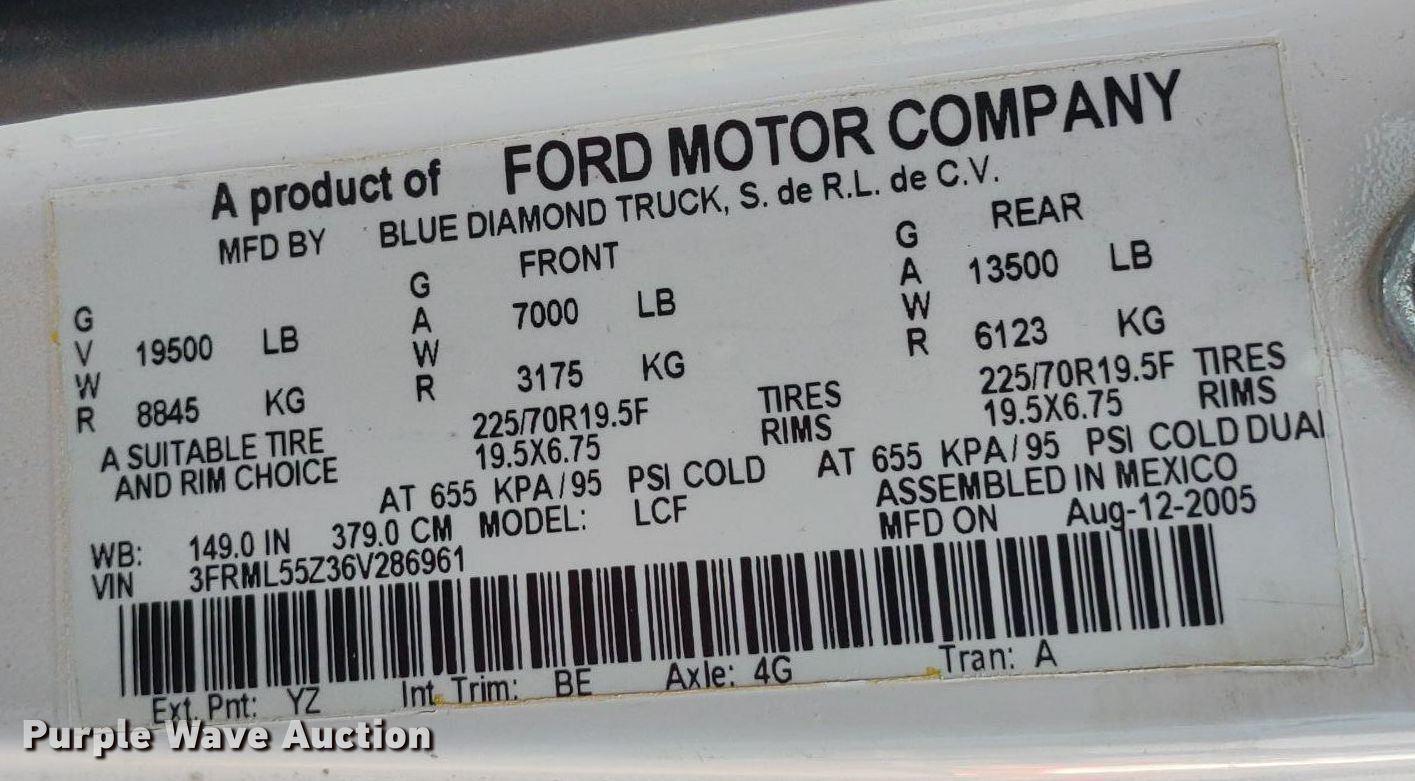 A product of FORD MOTOR COMPANY
MFD BY BLUE DIAMOND TRUCK, S. de R.L. de C.V.
GVWR 19500 LB
8845 KG
FRONT
GAWR 7000 LB
3175 KG
REAR
GAWR 13500 LB
6123 KG
A SUITABLE TIRE
AND RIM CHOICE
225/70R19.5F TIRES 225/70R19.5F TIRES
19.5X6.75 RIMS 19.5X6.75 RIMS
AT 655 KPA/95 PSI COLD AT 655 KPA/95 PSI COLD DUAL
ASSEMBLED IN MEXICO
WB: 149.0 IN 379.0 CM MODEL: LCF MFD ON Aug-12-2005
VIN 3FRML55Z36V286961
Ext. Pnt: YZ Int. Trim: BE Axle: 4G Tran: A
Purple Wave Auction